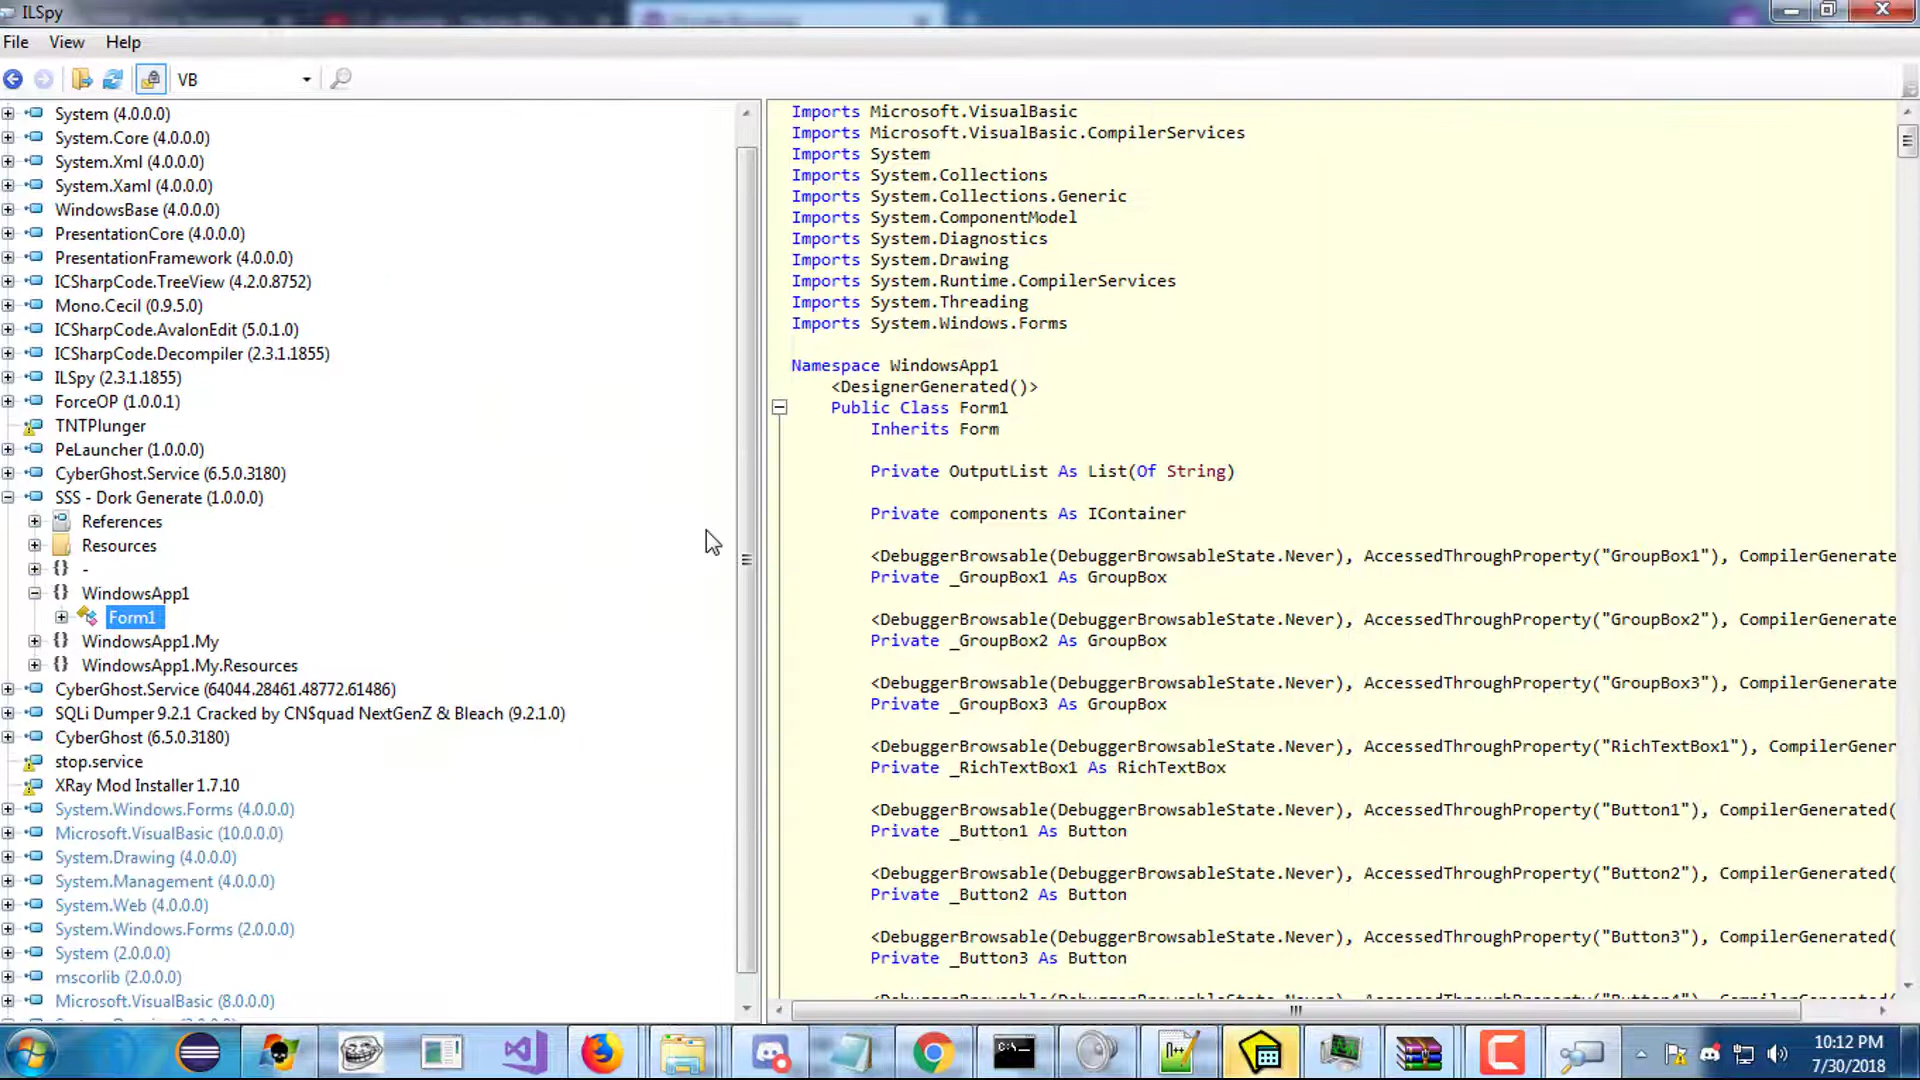 ILSpy
File View Help
VB
System (4.0.0.0)
System.Core (4.0.0.0)
System.Xml (4.0.0.0)
System.Xaml (4.0.0.0)
WindowsBase (4.0.0.0)
PresentationCore (4.0.0.0)
PresentationFramework (4.0.0.0)
ICSharpCode.TreeView (4.2.0.8752)
Mono.Cecil (0.9.5.0)
ICSharpCode.AvalonEdit (5.0.1.0)
ICSharpCode.Decompiler (2.3.1.1855)
ILSpy (2.3.1.1855)
ForceOP (1.0.0.1)
TNTPlunger
PeLauncher (1.0.0.0)
CyberGhost.Service (6.5.0.3180)
SSS - Dork Generate (1.0.0.0)
References
Resources
{} -
{} WindowsApp1
Form1
{} WindowsApp1.My
{} WindowsApp1.My.Resources
CyberGhost.Service (64044.28461.48772.61486)
SQLi Dumper 9.2.1 Cracked by CN$quad NextGenZ & Bleach (9.2.1.0)
CyberGhost (6.5.0.3180)
stop.service
XRay Mod Installer 1.7.10
System.Windows.Forms (4.0.0.0)
Microsoft.VisualBasic (10.0.0.0)
System.Drawing (4.0.0.0)
System.Management (4.0.0.0)
System.Web (4.0.0.0)
System.Windows.Forms (2.0.0.0)
System (2.0.0.0)
mscorlib (2.0.0.0)
Microsoft.VisualBasic (8.0.0.0)
Imports Microsoft.VisualBasic
Imports Microsoft.VisualBasic.CompilerServices
Imports System
Imports System.Collections
Imports System.Collections.Generic
Imports System.ComponentModel
Imports System.Diagnostics
Imports System.Drawing
Imports System.Runtime.CompilerServices
Imports System.Threading
Imports System.Windows.Forms
Namespace WindowsApp1
<DesignerGenerated()>
Public Class Form1
Inherits Form
Private OutputList As List(Of String)
Private components As IContainer
<DebuggerBrowsable(DebuggerBrowsableState.Never), AccessedThroughProperty("GroupBox1"), CompilerGenerate
Private _GroupBox1 As GroupBox
<DebuggerBrowsable(DebuggerBrowsableState.Never), AccessedThroughProperty("GroupBox2"), CompilerGenerate
Private _GroupBox2 As GroupBox
<DebuggerBrowsable(DebuggerBrowsableState.Never), AccessedThroughProperty("GroupBox3"), CompilerGenerate
Private _GroupBox3 As GroupBox
<DebuggerBrowsable(DebuggerBrowsableState.Never), AccessedThroughProperty("RichTextBox1"), CompilerGener
Private _RichTextBox1 As RichTextBox
<DebuggerBrowsable(DebuggerBrowsableState.Never), AccessedThroughProperty("Button1"), CompilerGenerated(
Private _Button1 As Button
<DebuggerBrowsable(DebuggerBrowsableState.Never), AccessedThroughProperty("Button2"), CompilerGenerated(
Private _Button2 As Button
<DebuggerBrowsable(DebuggerBrowsableState.Never), AccessedThroughProperty("Button3"), CompilerGenerated(
Private _Button3 As Button
10:12 PM
7/30/2018